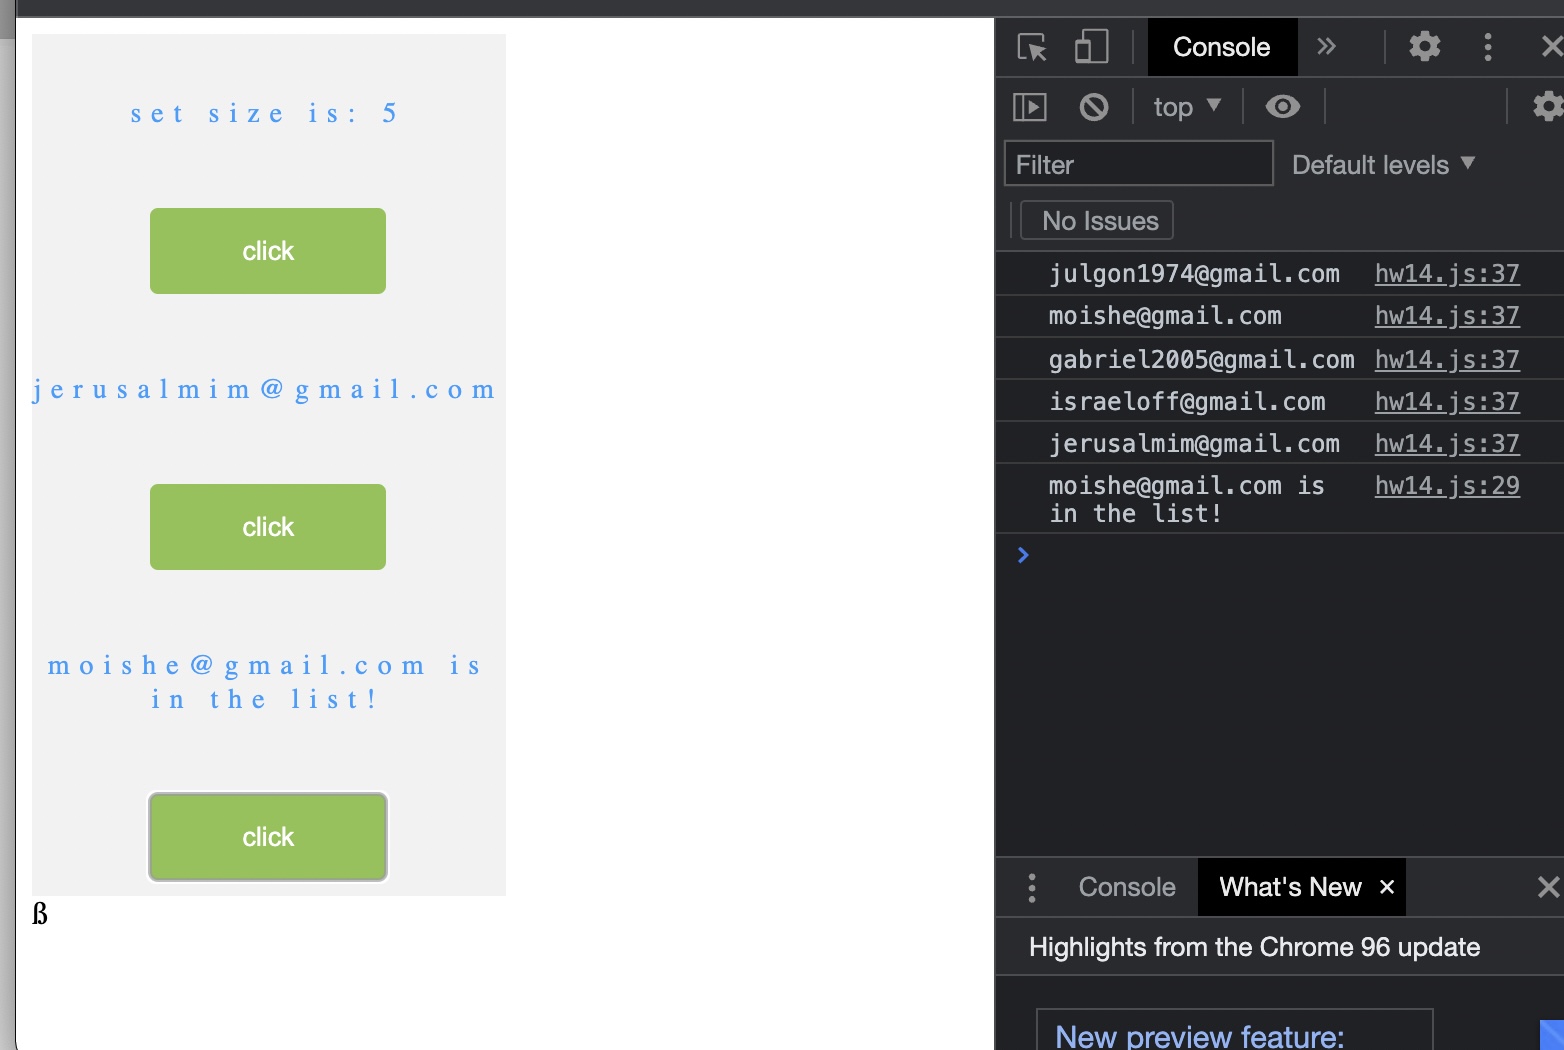 set size is: 5
click
jerusalmim@gmail.com
click
moishe@gmail.com is
in the list!
click
ß
Console
top
Filter
Default levels
No Issues
julgon1974@gmail.com hw14.js:37
moishe@gmail.com hw14.js:37
gabriel2005@gmail.com hw14.js:37
israeloff@gmail.com hw14.js:37
jerusalmim@gmail.com hw14.js:37
moishe@gmail.com is hw14.js:29
in the list!
Console What's New
Highlights from the Chrome 96 update
New preview feature: